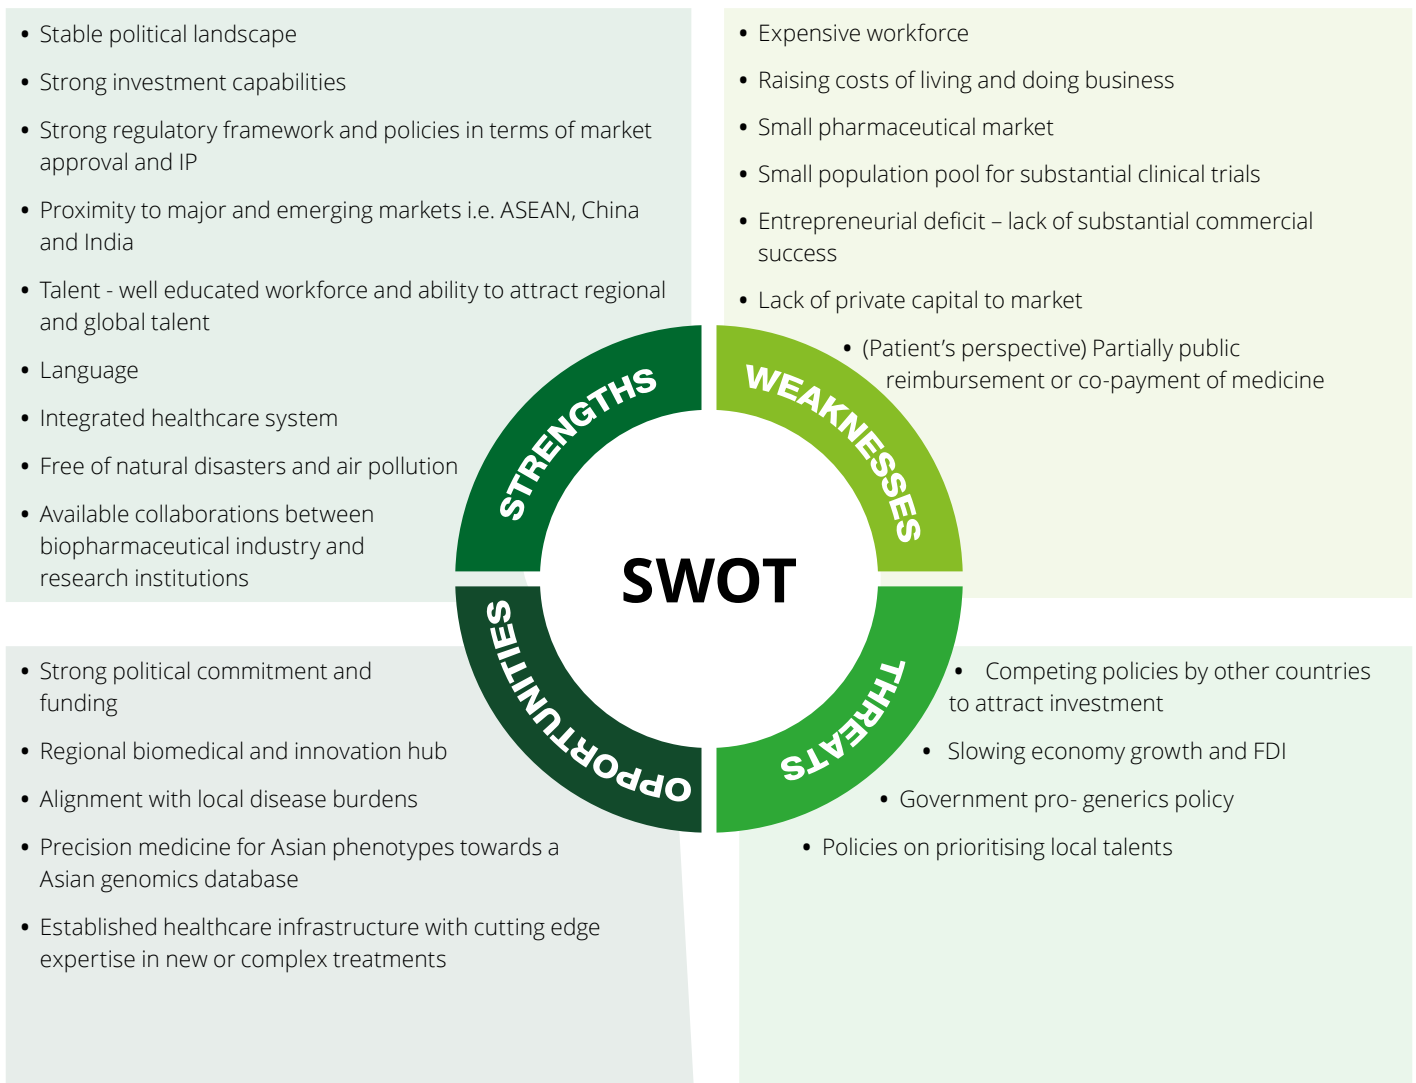 • Stable political landscape
• Strong investment capabilities
• Strong regulatory framework and policies in terms of market
approval and IP
• Proximity to major and emerging markets i.e. ASEAN, China
and India
• Talent - well educated workforce and ability to attract regional
and global talent
• Language
• Integrated healthcare system
• Free of natural disasters and air pollution
• Available collaborations between
biopharmaceutical industry and
research institutions
STRENGTHS
• Expensive workforce
• Raising costs of living and doing business
• Small pharmaceutical market
• Small population pool for substantial clinical trials
• Entrepreneurial deficit – lack of substantial commercial
success
• Lack of private capital to market
• (Patient’s perspective) Partially public
reimbursement or co-payment of medicine
WEAKNESSES
SWOT
• Strong political commitment and
funding
• Regional biomedical and innovation hub
• Alignment with local disease burdens
• Precision medicine for Asian phenotypes towards a
Asian genomics database
• Established healthcare infrastructure with cutting edge
expertise in new or complex treatments
OPPORTUNITIES
• Competing policies by other countries
to attract investment
• Slowing economy growth and FDI
• Government pro- generics policy
• Policies on prioritising local talents
THREATS